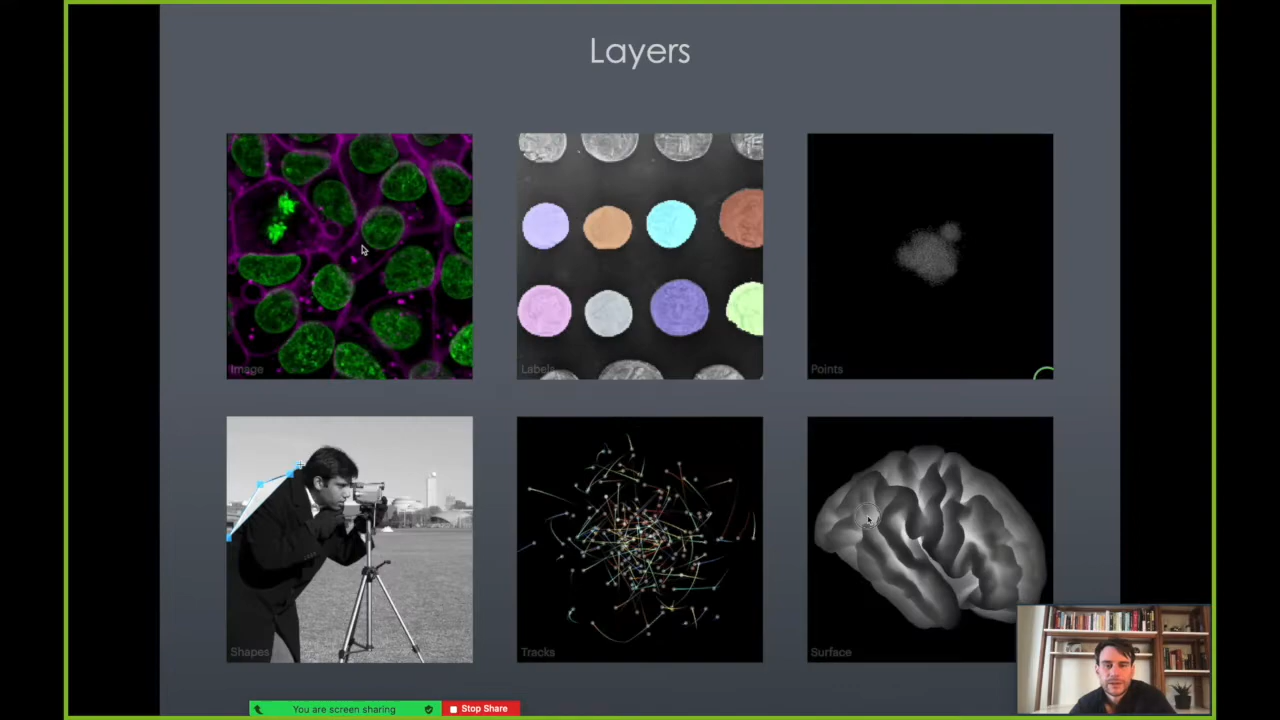 Layers
Image
Labels
Points
Shapes
Tracks
Surface
You are screen sharing
Stop Share